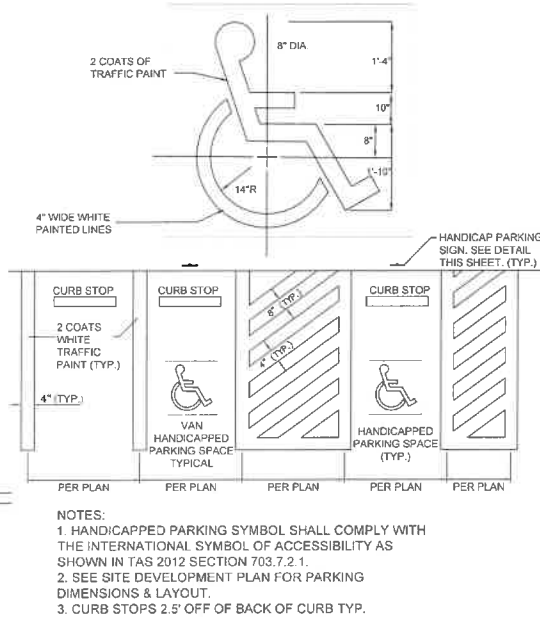 8" DIA.
2 COATS OF
TRAFFIC PAINT
1'-4"
10"
8"
1'-10"
14"R
4" WIDE WHITE
PAINTED LINES
HANDICAP PARKING
SIGN. SEE DETAIL
THIS SHEET. (TYP.)
CURB STOP
CURB STOP
CURB STOP
8" (TYP.)
4" (TYP.)
2 COATS
WHITE
TRAFFIC
PAINT (TYP.)
4" (TYP.)
VAN
HANDICAPPED
PARKING SPACE
TYPICAL
HANDICAPPED
PARKING SPACE
(TYP.)
PER PLAN
PER PLAN
PER PLAN
PER PLAN
PER PLAN
NOTES:
1. HANDICAPPED PARKING SYMBOL SHALL COMPLY WITH
THE INTERNATIONAL SYMBOL OF ACCESSIBILITY AS
SHOWN IN TAS 2012 SECTION 703.7.2.1.
2. SEE SITE DEVELOPMENT PLAN FOR PARKING
DIMENSIONS & LAYOUT.
3. CURB STOPS 2.5' OFF OF BACK OF CURB TYP.